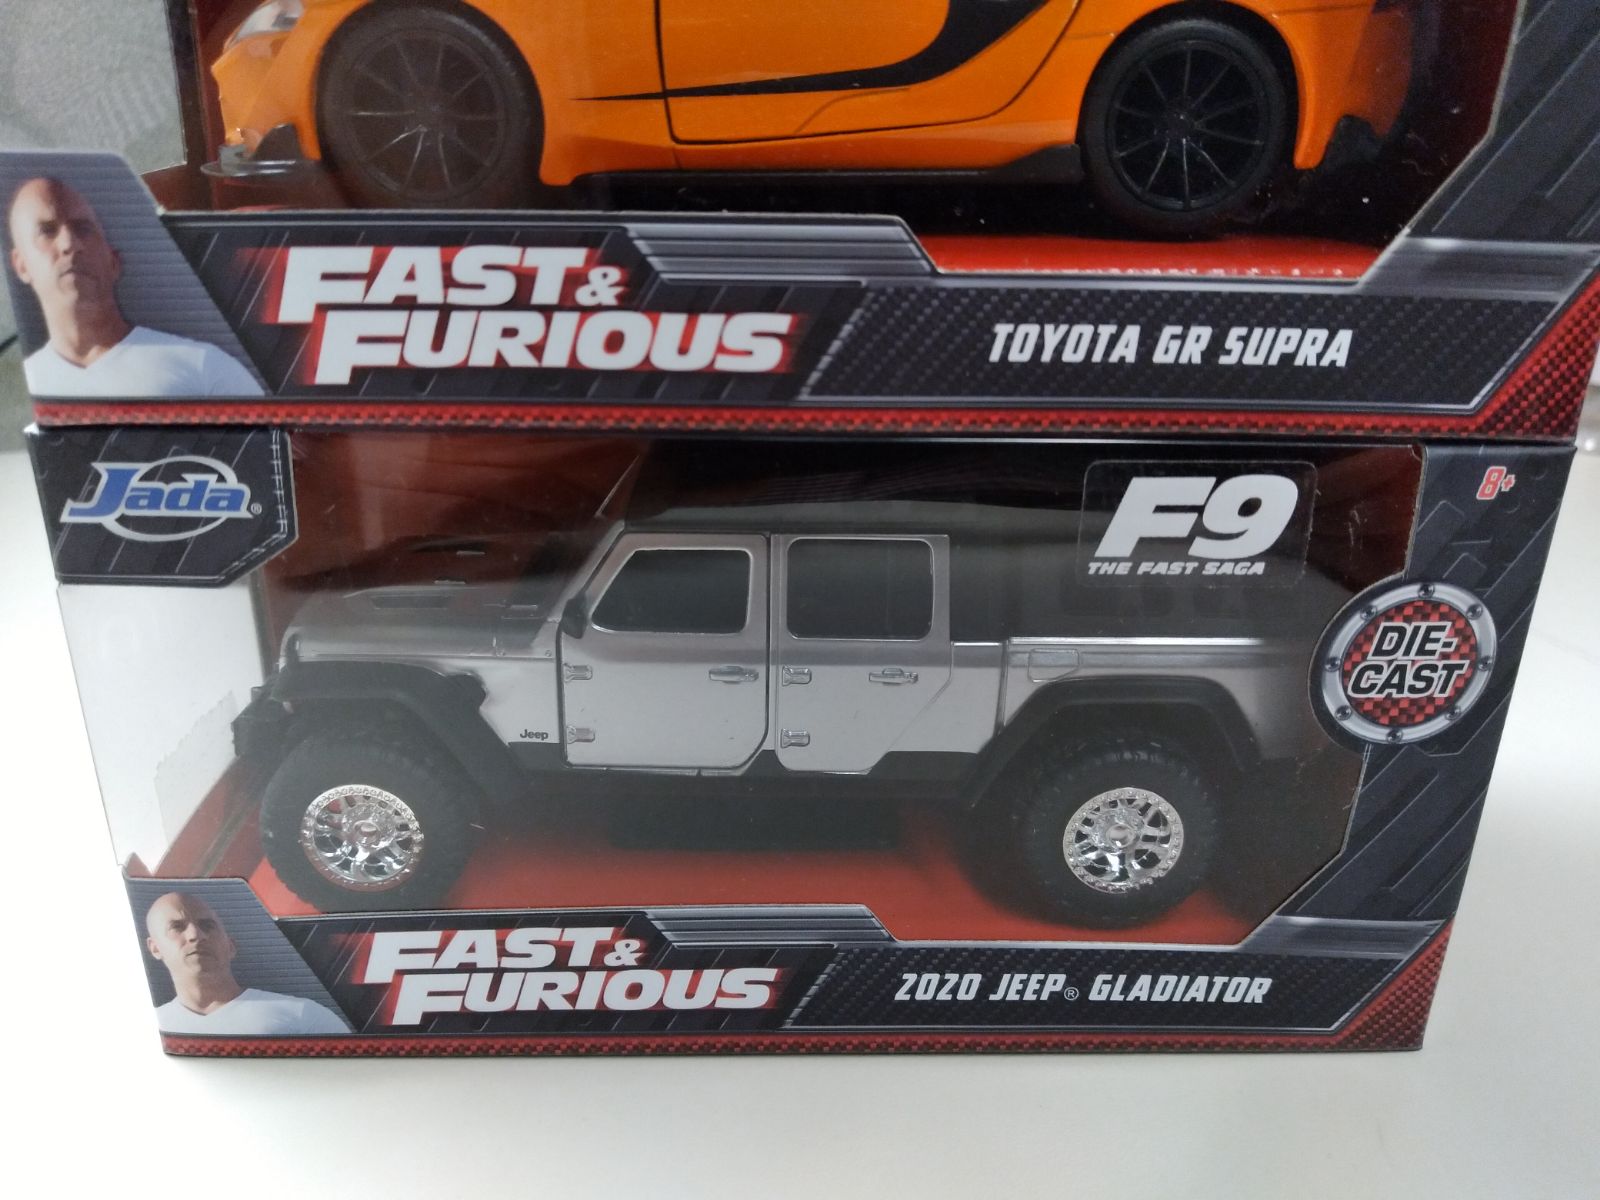 FAST &
FURIOUS
TOYOTA GR SUPRA
Jada®
F9
THE FAST SAGA
8+
DIE-
CAST
Jeep
FAST &
FURIOUS
2020 JEEP® GLADIATOR